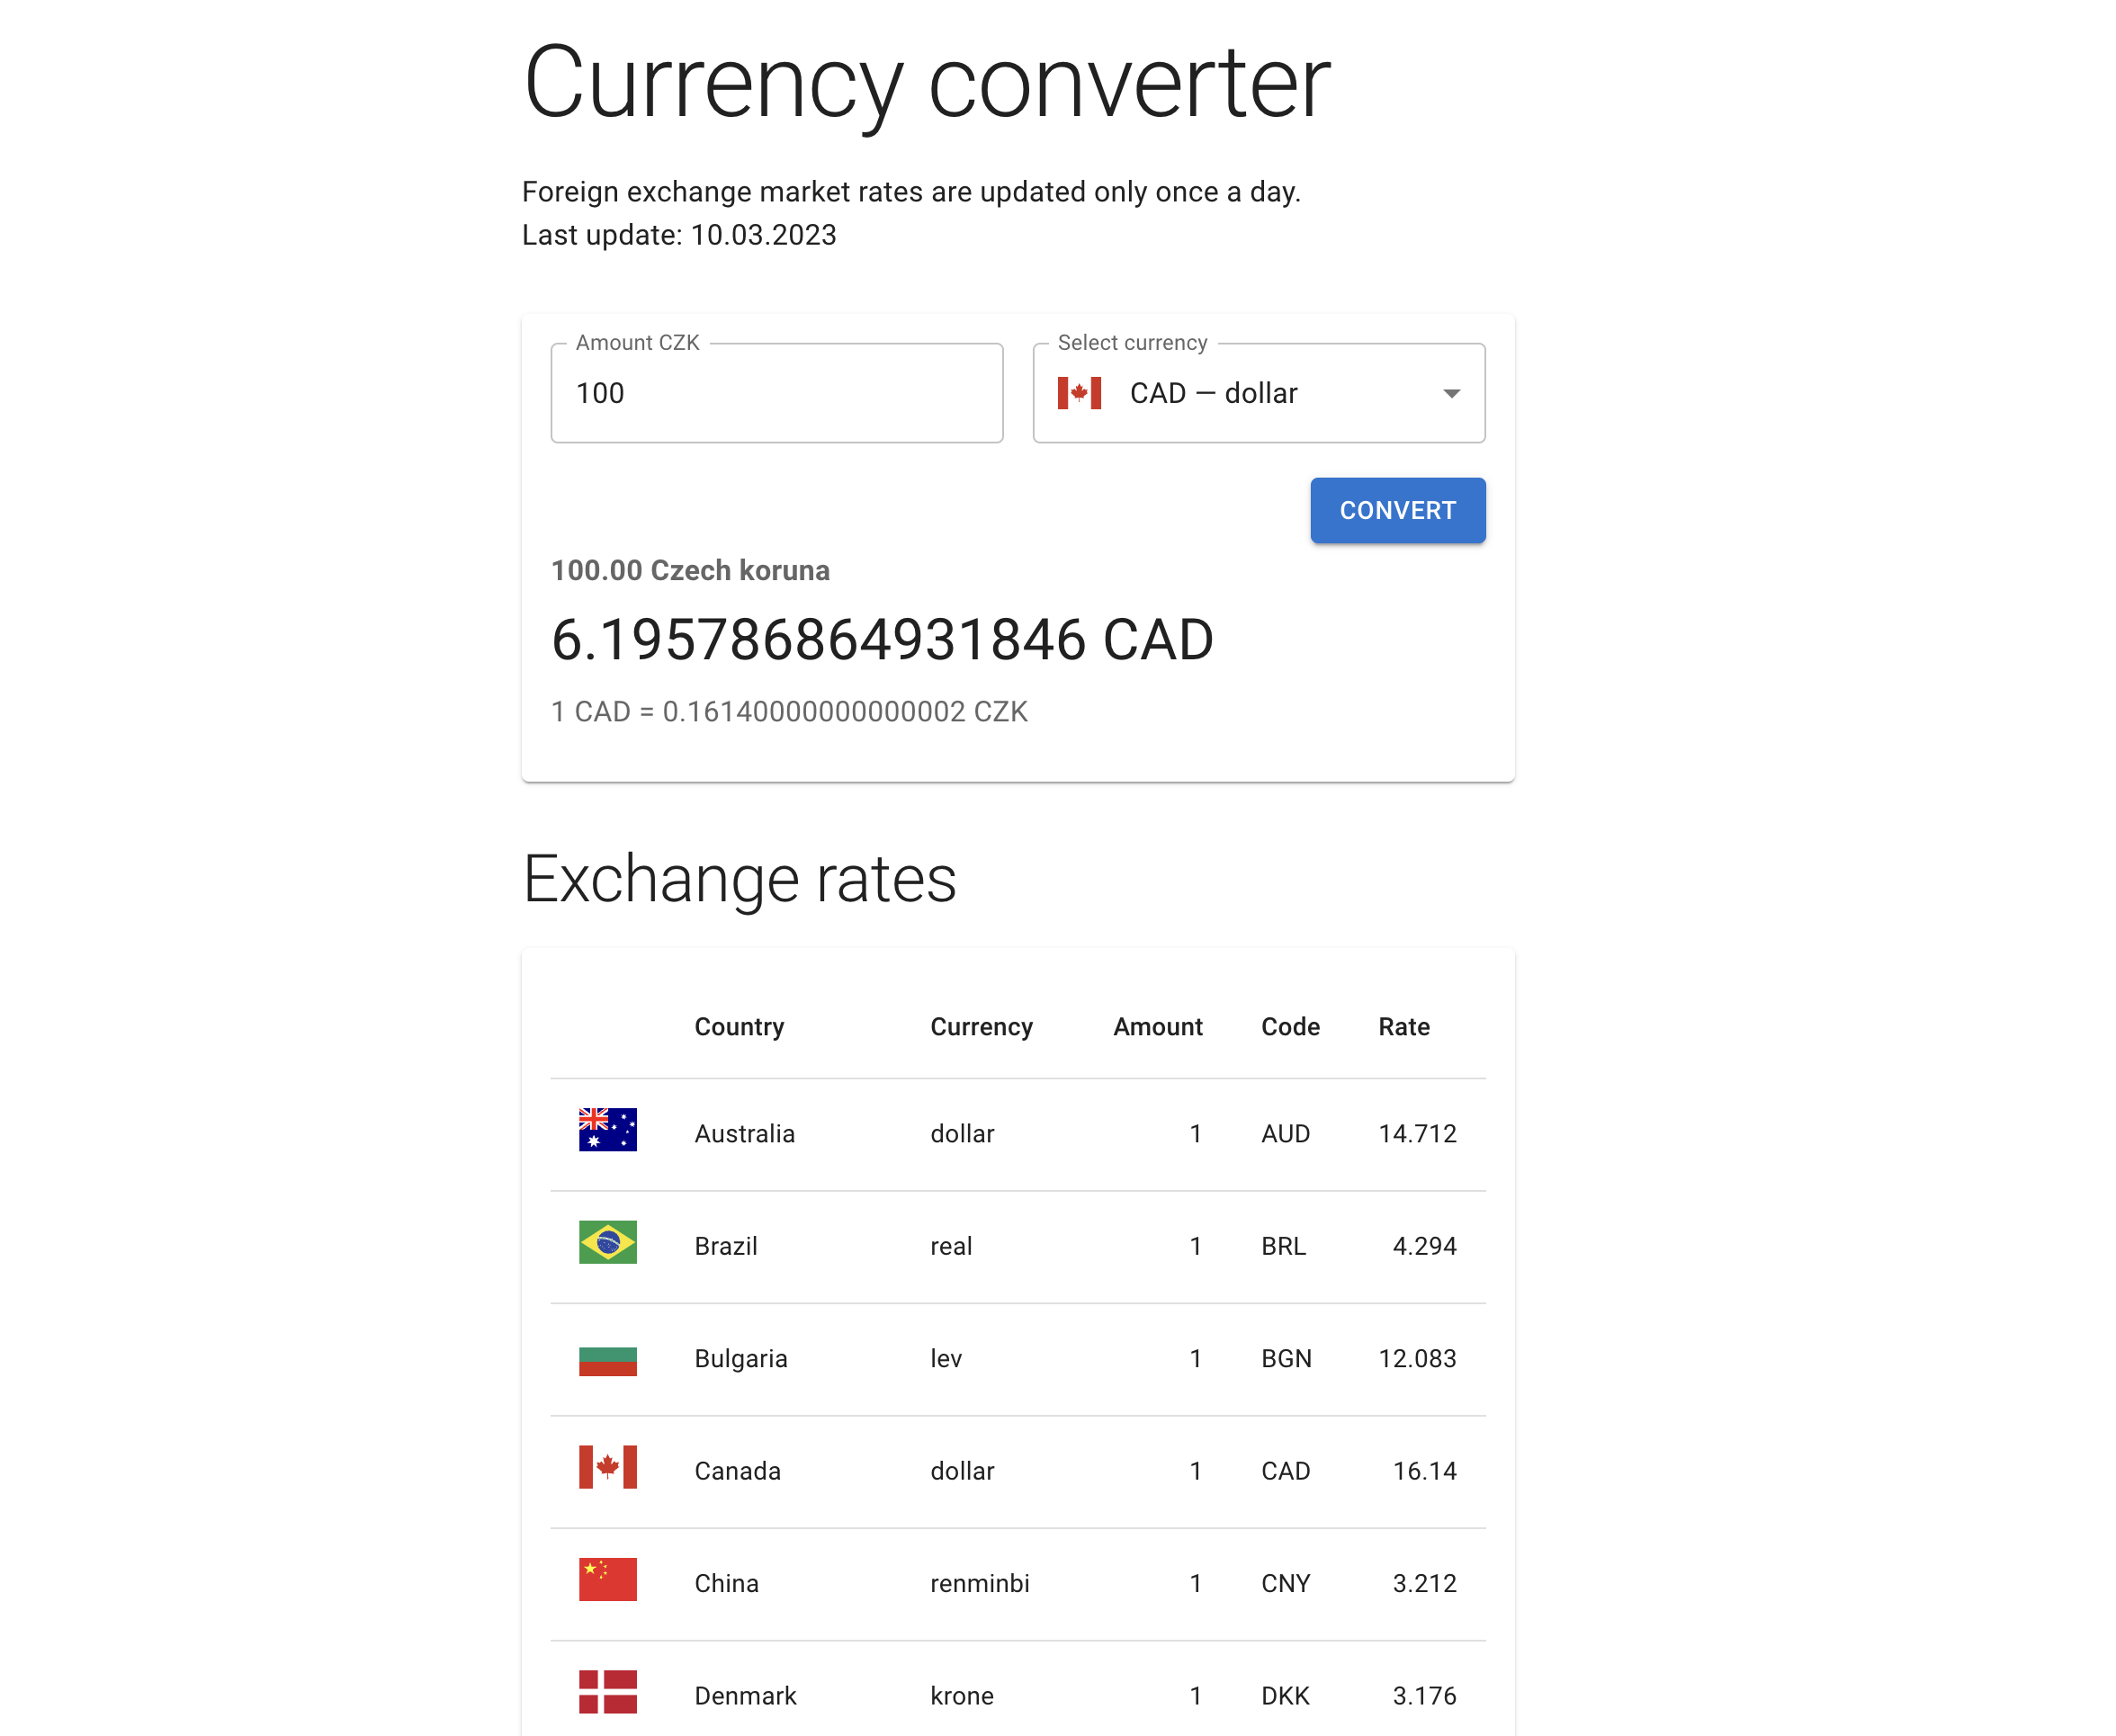 Currency converter
Foreign exchange market rates are updated only once a day.
Last update: 10.03.2023
Amount CZK
Select currency
100
CAD — dollar
CONVERT
100.00 Czech koruna
6.195786864931846 CAD
1 CAD = 0.16140000000000002 CZK
Exchange rates
Country Currency Amount Code Rate
Australia dollar 1 AUD 14.712
Brazil real 1 BRL 4.294
Bulgaria lev 1 BGN 12.083
Canada dollar 1 CAD 16.14
China renminbi 1 CNY 3.212
Denmark krone 1 DKK 3.176